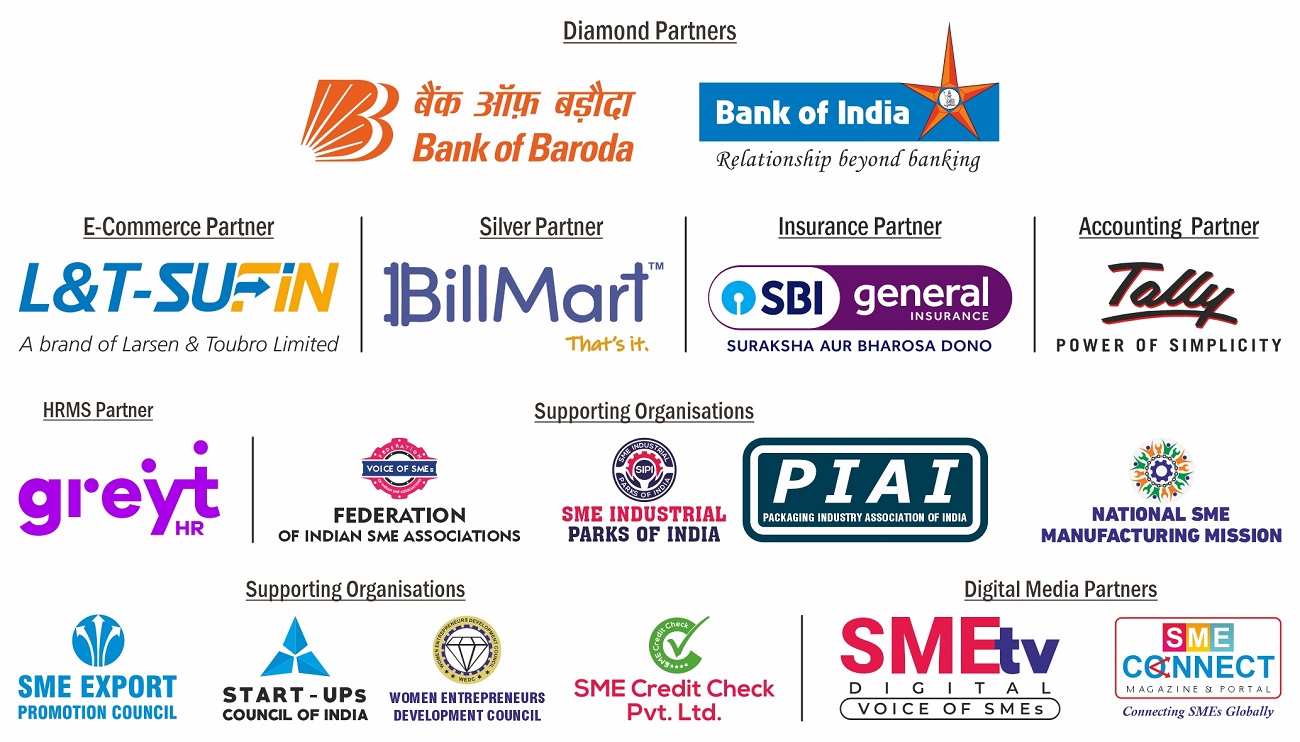 Diamond Partners
बैंक ऑफ़ बड़ौदा
Bank of Baroda
Bank of India
Relationship beyond banking
E-Commerce Partner
L&T-SUFIN
A brand of Larsen & Toubro Limited
Silver Partner
BillMart™
That's it.
Insurance Partner
SBI general
INSURANCE
SURAKSHA AUR BHAROSA DONO
Accounting Partner
Tally
POWER OF SIMPLICITY
HRMS Partner
greyt
HR
Supporting Organisations
FEDERATION
VOICE OF SMEs
FEDERATION
OF INDIAN SME ASSOCIATIONS
SME INDUSTRIAL
SIPI
PARKS OF INDIA
SME INDUSTRIAL
PARKS OF INDIA
PIAI
PACKAGING INDUSTRY ASSOCIATION OF INDIA
NATIONAL SME
MANUFACTURING MISSION
Supporting Organisations
SME EXPORT
PROMOTION COUNCIL
START-UPs
COUNCIL OF INDIA
WOMEN ENTREPRENEURS DEVELOPMENT COUNCIL
WEDC
WOMEN ENTREPRENEURS
DEVELOPMENT COUNCIL
SME Credit Check
SME Credit Check
Pvt. Ltd.
Digital Media Partners
SMEtv
DIGITAL
VOICE OF SMEs
SME
CONNECT
MAGAZINE & PORTAL
Connecting SMEs Globally